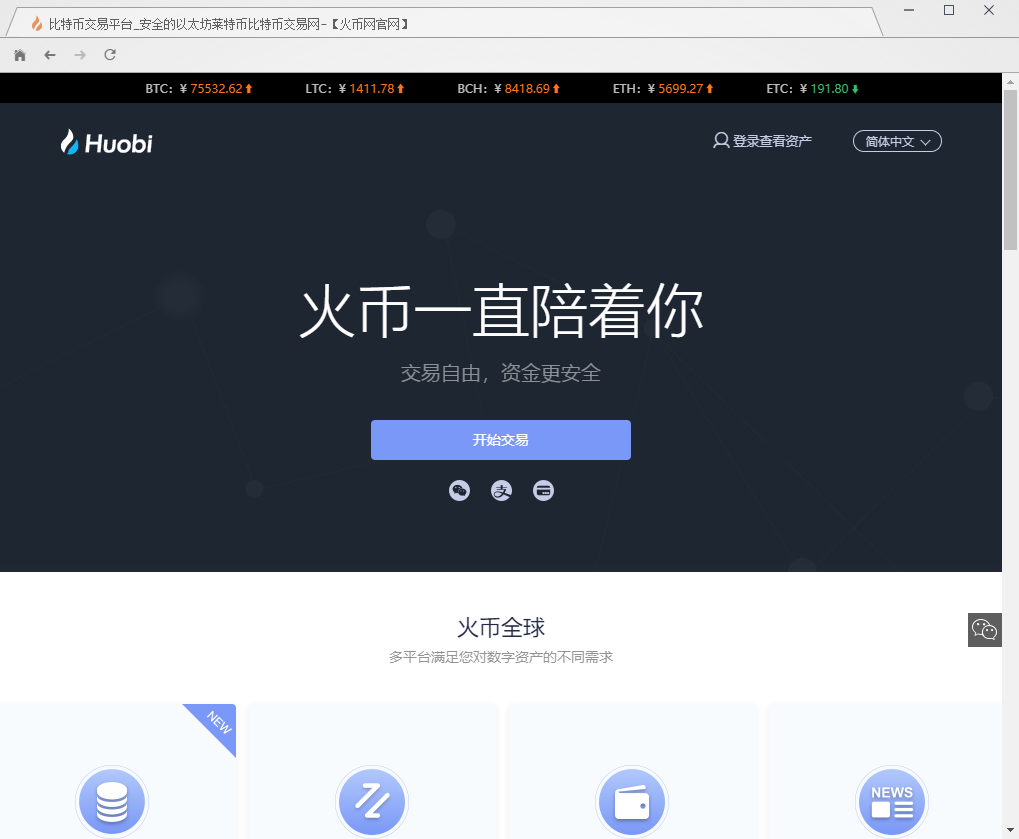 比特币交易平台_安全的以太坊莱特币比特币交易网-【火币网官网】
BTC: ¥ 75532.62 LTC: ¥ 1411.78 BCH: ¥ 8418.69 ETH: ¥ 5699.27 ETC: ¥ 191.80
Huobi 登录查看资产 简体中文
火币一直陪着你
交易自由，资金更安全
开始交易
支
火币全球
多平台满足您对数字资产的不同需求
NEW
NEWS